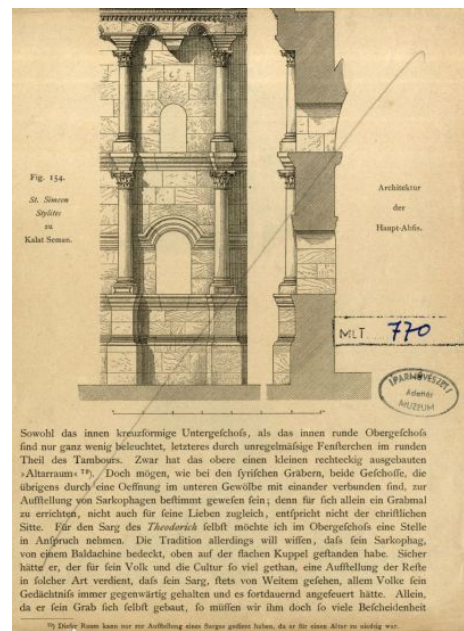 Fig. 154.
St. Simeon
Stylites
zu
Kalat Seman.
Architektur
der
Haupt-Absis.
MLT 770
IPARMŰVÉSZETI
Adattár
MÚZEUM
Sowohl das innen kreuzförmige Untergeſchoſs, als das innen runde Obergeſchoſs
ſind nur ganz wenig beleuchtet, letzteres durch unregelmäſsige Fenſterchen im runden
Theil des Tambours. Zwar hat das obere einen kleinen rechteckig ausgebauten
»Altarraum«. Doch mögen, wie bei den ſyriſchen Gräbern, beide Geſchoſſe, die
übrigens durch eine Oeffnung im unteren Gewölbe mit einander verbunden ſind, zur
Aufſtellung von Sarkophagen beſtimmt geweſen ſein; denn für ſich allein ein Grabmal
zu errichten, nicht auch für ſeine Lieben zugleich, entſpricht nicht der chriſtlichen
Sitte. Für den Sarg des Theoderich ſelbſt möchte ich im Obergeſchoſs eine Stelle
in Anſpruch nehmen. Die Tradition allerdings will wiſſen, daſs ſein Sarkophag,
von einem Baldachine bedeckt, oben auf der flachen Kuppel geſtanden habe. Sicher
hätte er, der für ſein Volk und die Cultur ſo viel gethan, eine Aufſtellung der Reſte
in ſolcher Art verdient, daſs ſein Sarg, ſtets von Weitem geſehen, allem Volke ſein
Gedächtniſs immer gegenwärtig gehalten und es fortdauernd angefeuert hätte. Allein,
da er ſein Grab ſich ſelbſt gebaut, ſo müſſen wir ihm doch ſo viele Beſcheidenheit
Dieſer Raum kann nur zur Aufſtellung eines Sarges gedient haben, da er für einen Altar zu niedrig war.